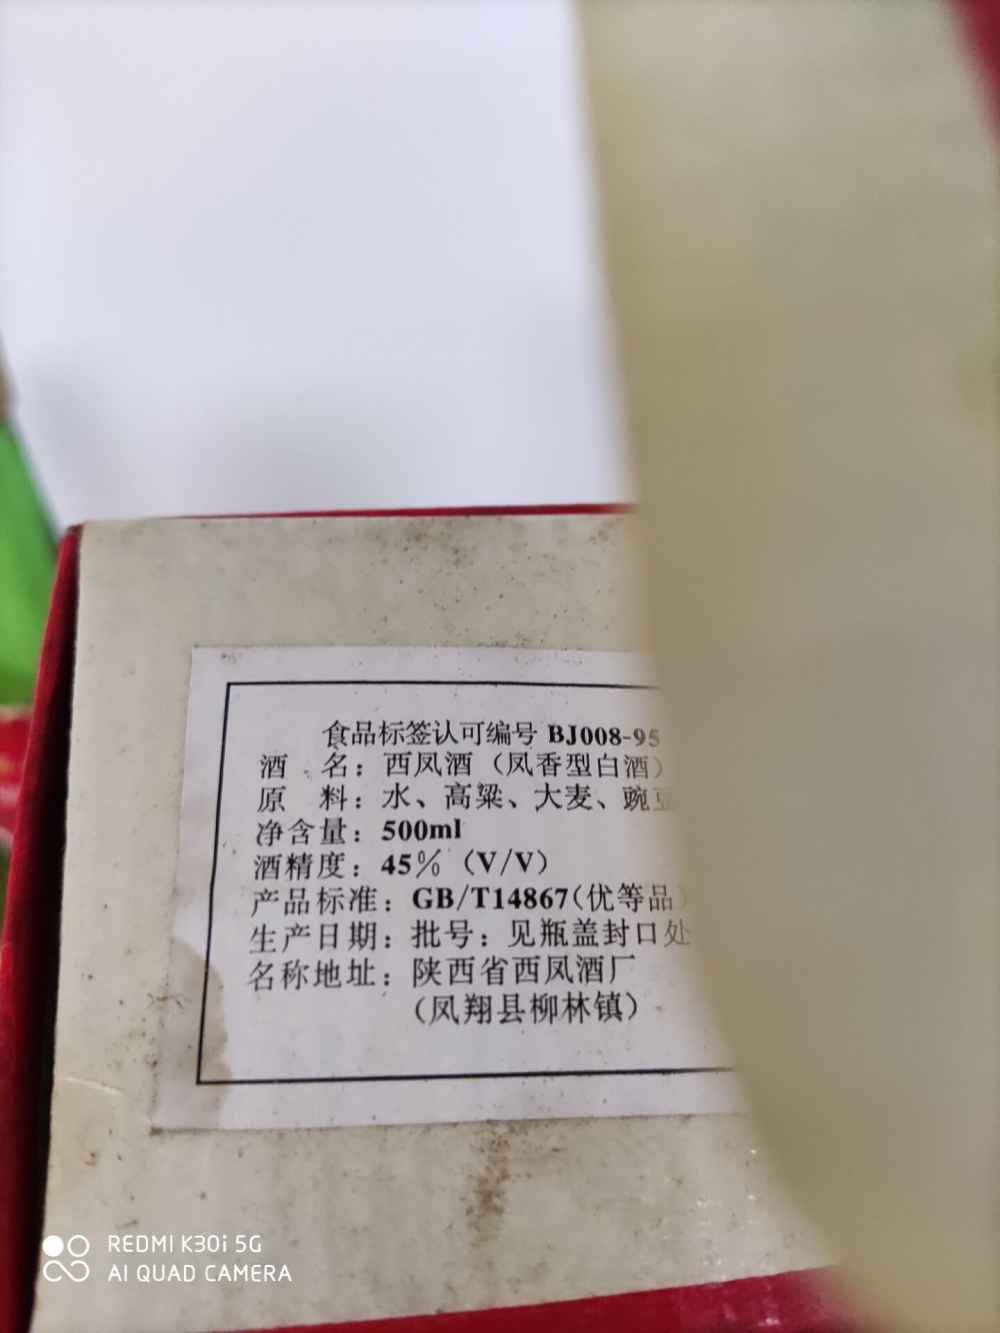 食品标签认可编号 BJ008-95
酒 名：西凤酒（凤香型白酒）
原 料：水、高粱、大麦、豌豆
净含量：500ml
酒精度：45%（V/V）
产品标准：GB/T14867（优等品）
生产日期：批号：见瓶盖封口处
名称地址：陕西省西凤酒厂
（凤翔县柳林镇）
REDMI K30i 5G
AI QUAD CAMERA